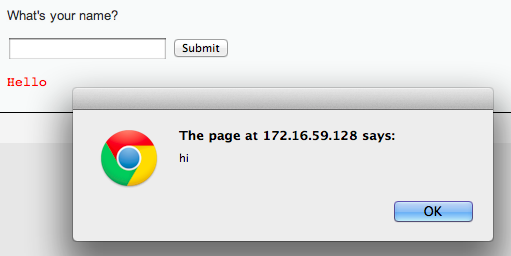 What's your name?
Submit
Hello
The page at 172.16.59.128 says:
hi
OK